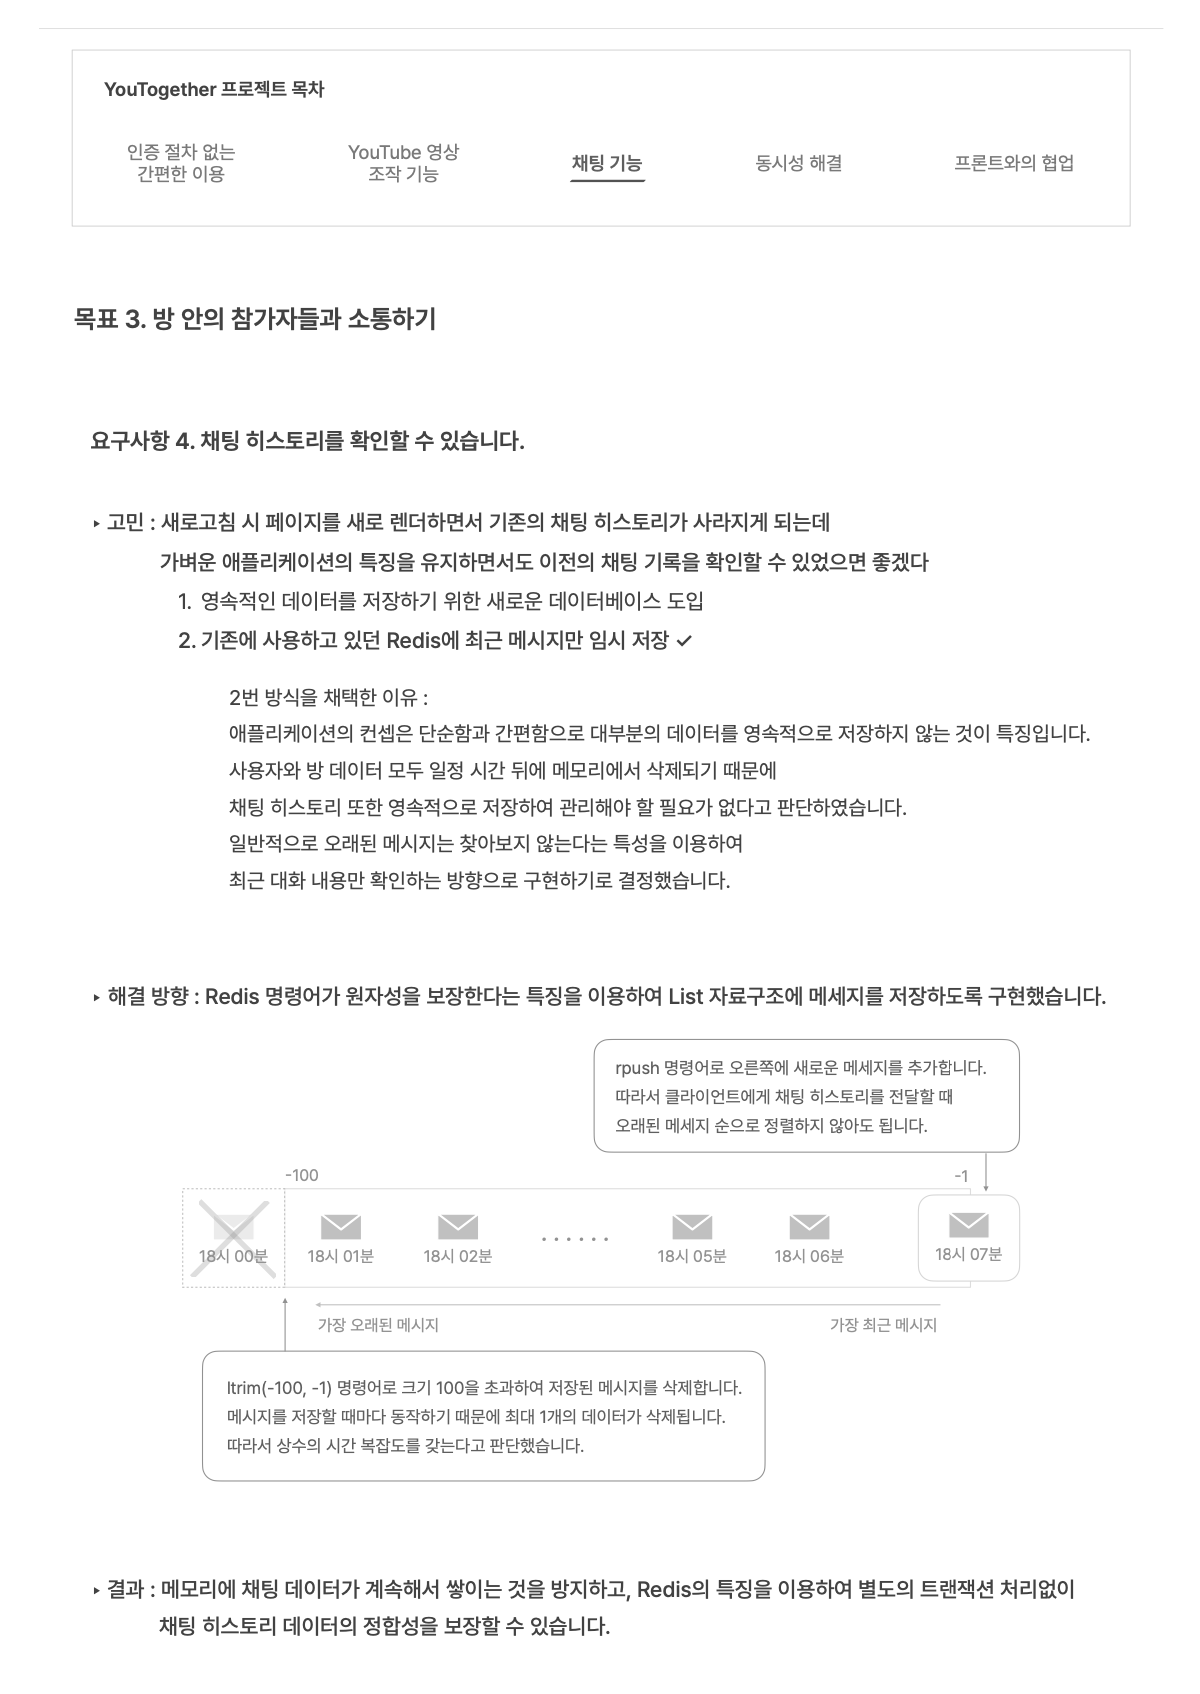 YouTogether 프로젝트 목차
인증 절차 없는
간편한 이용
YouTube 영상
조작 기능
채팅 기능
동시성 해결
프론트와의 협업
목표 3. 방 안의 참가자들과 소통하기
요구사항 4. 채팅 히스토리를 확인할 수 있습니다.
▸ 고민 : 새로고침 시 페이지를 새로 렌더하면서 기존의 채팅 히스토리가 사라지게 되는데
가벼운 애플리케이션의 특징을 유지하면서도 이전의 채팅 기록을 확인할 수 있었으면 좋겠다
1. 영속적인 데이터를 저장하기 위한 새로운 데이터베이스 도입
2. 기존에 사용하고 있던 Redis에 최근 메시지만 임시 저장 ✓
2번 방식을 채택한 이유 :
애플리케이션의 컨셉은 단순함과 간편함으로 대부분의 데이터를 영속적으로 저장하지 않는 것이 특징입니다.
사용자와 방 데이터 모두 일정 시간 뒤에 메모리에서 삭제되기 때문에
채팅 히스토리 또한 영속적으로 저장하여 관리해야 할 필요가 없다고 판단하였습니다.
일반적으로 오래된 메시지는 찾아보지 않는다는 특성을 이용하여
최근 대화 내용만 확인하는 방향으로 구현하기로 결정했습니다.
▸ 해결 방향 : Redis 명령어가 원자성을 보장한다는 특징을 이용하여 List 자료구조에 메세지를 저장하도록 구현했습니다.
rpush 명령어로 오른쪽에 새로운 메세지를 추가합니다.
따라서 클라이언트에게 채팅 히스토리를 전달할 때
오래된 메세지 순으로 정렬하지 않아도 됩니다.
-100
-1
18시 00분
18시 01분
18시 02분
······
18시 05분
18시 06분
18시 07분
가장 오래된 메시지
가장 최근 메시지
ltrim(-100, -1) 명령어로 크기 100을 초과하여 저장된 메시지를 삭제합니다.
메시지를 저장할 때마다 동작하기 때문에 최대 1개의 데이터가 삭제됩니다.
따라서 상수의 시간 복잡도를 갖는다고 판단했습니다.
▸ 결과 : 메모리에 채팅 데이터가 계속해서 쌓이는 것을 방지하고, Redis의 특징을 이용하여 별도의 트랜잭션 처리없이
채팅 히스토리 데이터의 정합성을 보장할 수 있습니다.